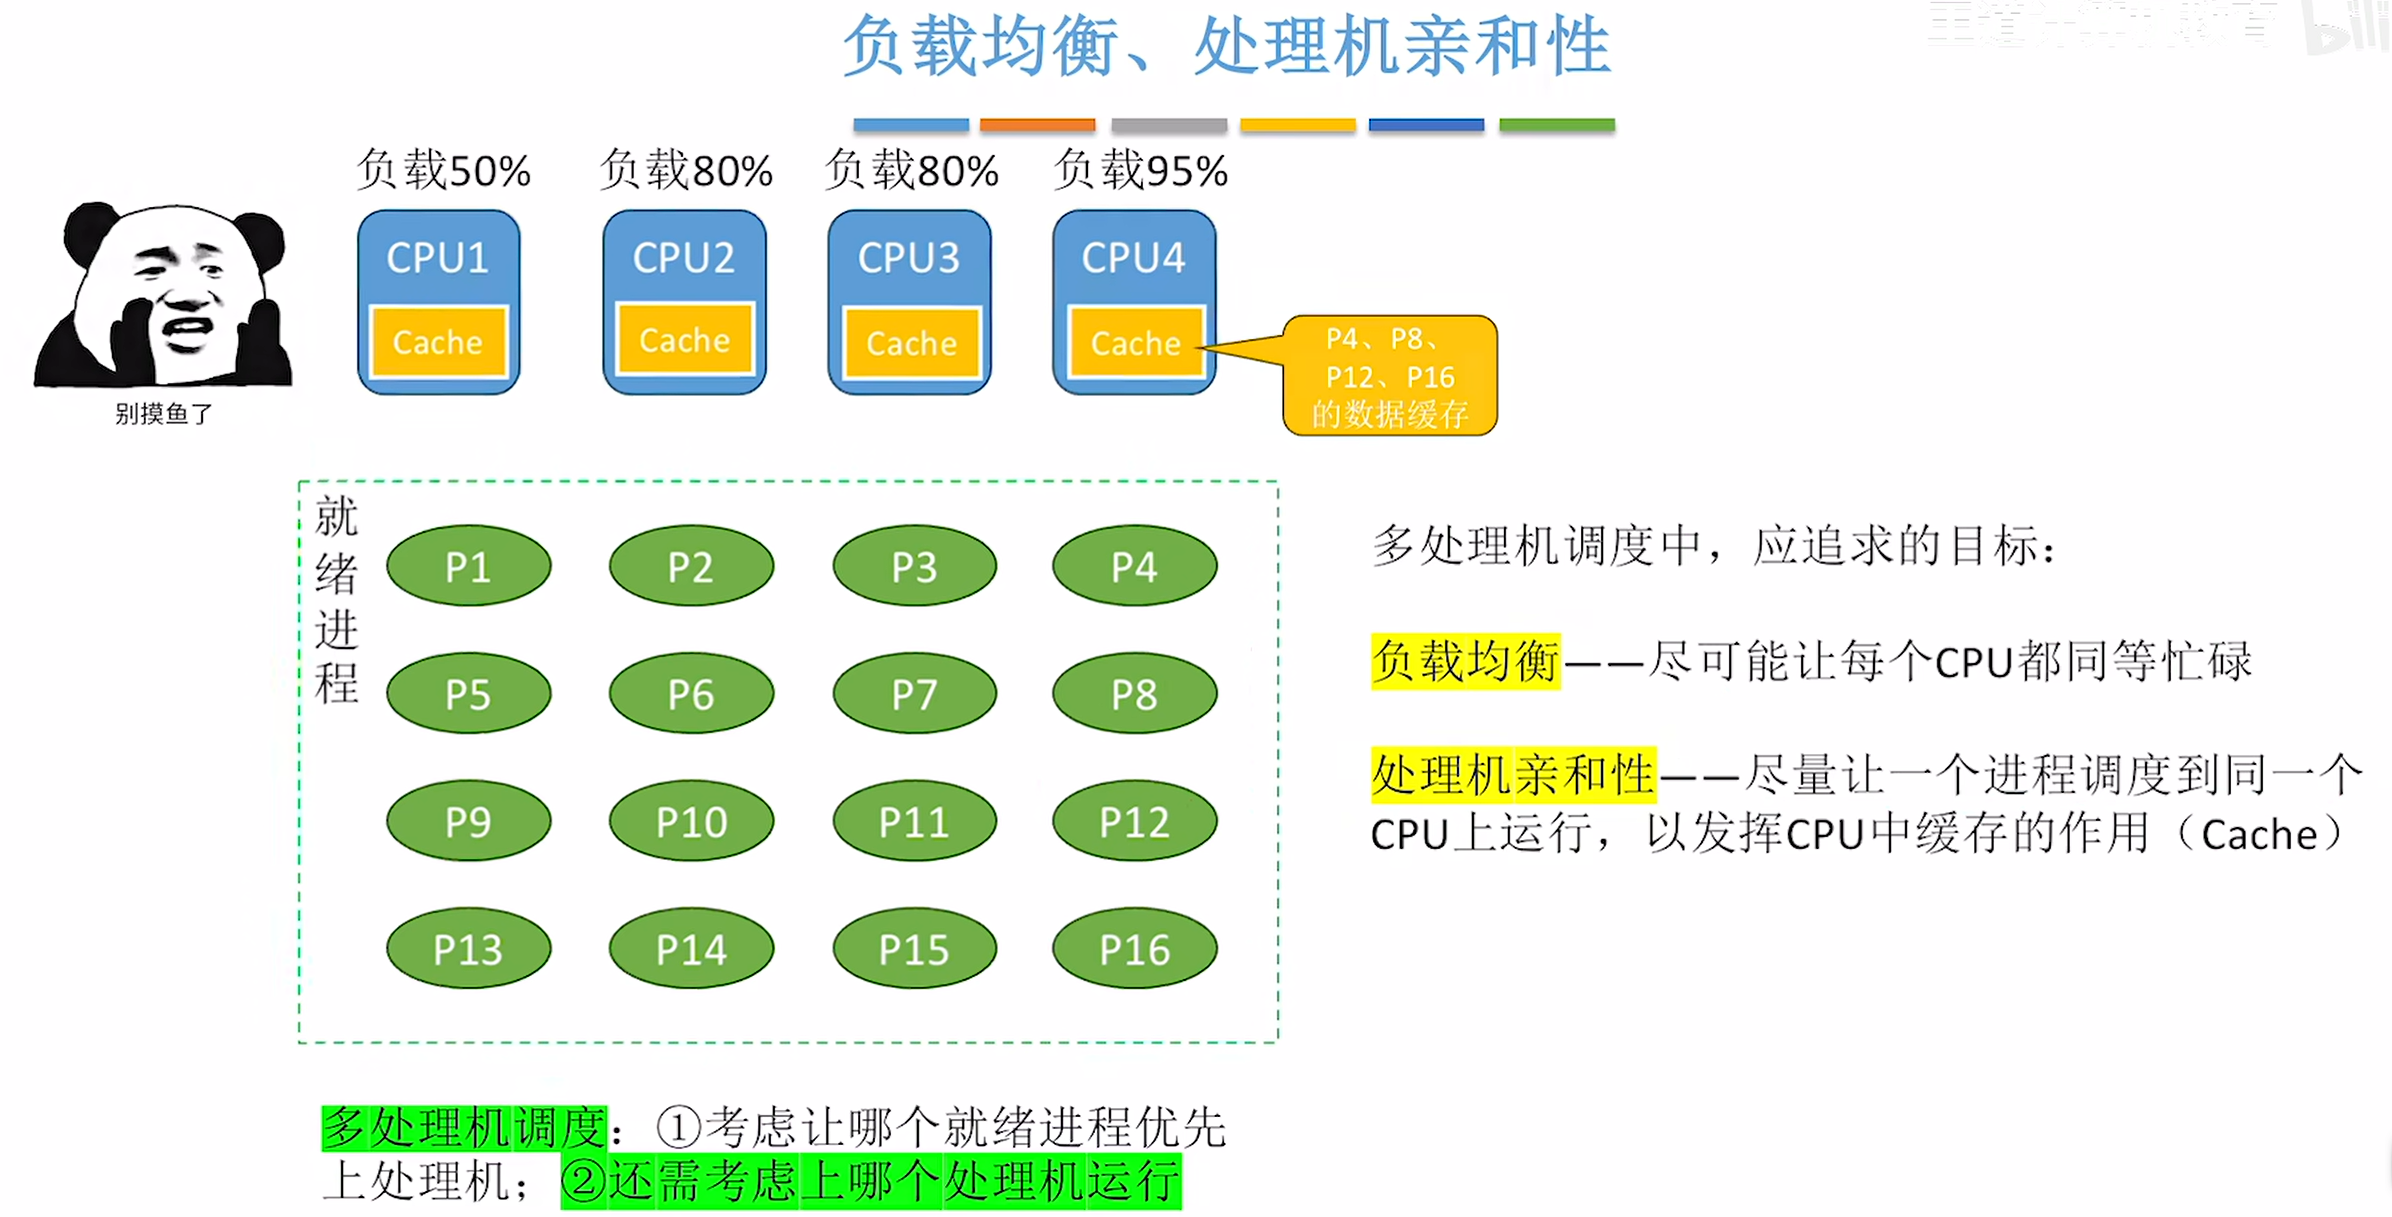 负载均衡、处理机亲和性
负载50%
负载80%
负载80%
负载95%
CPU1
CPU2
CPU3
CPU4
Cache
Cache
Cache
Cache
P4、P8、
P12、P16
的数据缓存
别摸鱼了
就绪进程
P1
P2
P3
P4
P5
P6
P7
P8
P9
P10
P11
P12
P13
P14
P15
P16
多处理机调度中，应追求的目标：
负载均衡——尽可能让每个CPU都同等忙碌
处理机亲和性——尽量让一个进程调度到同一个
CPU上运行，以发挥CPU中缓存的作用（Cache）
多处理机调度：①考虑让哪个就绪进程优先
上处理机；②还需考虑上哪个处理机运行